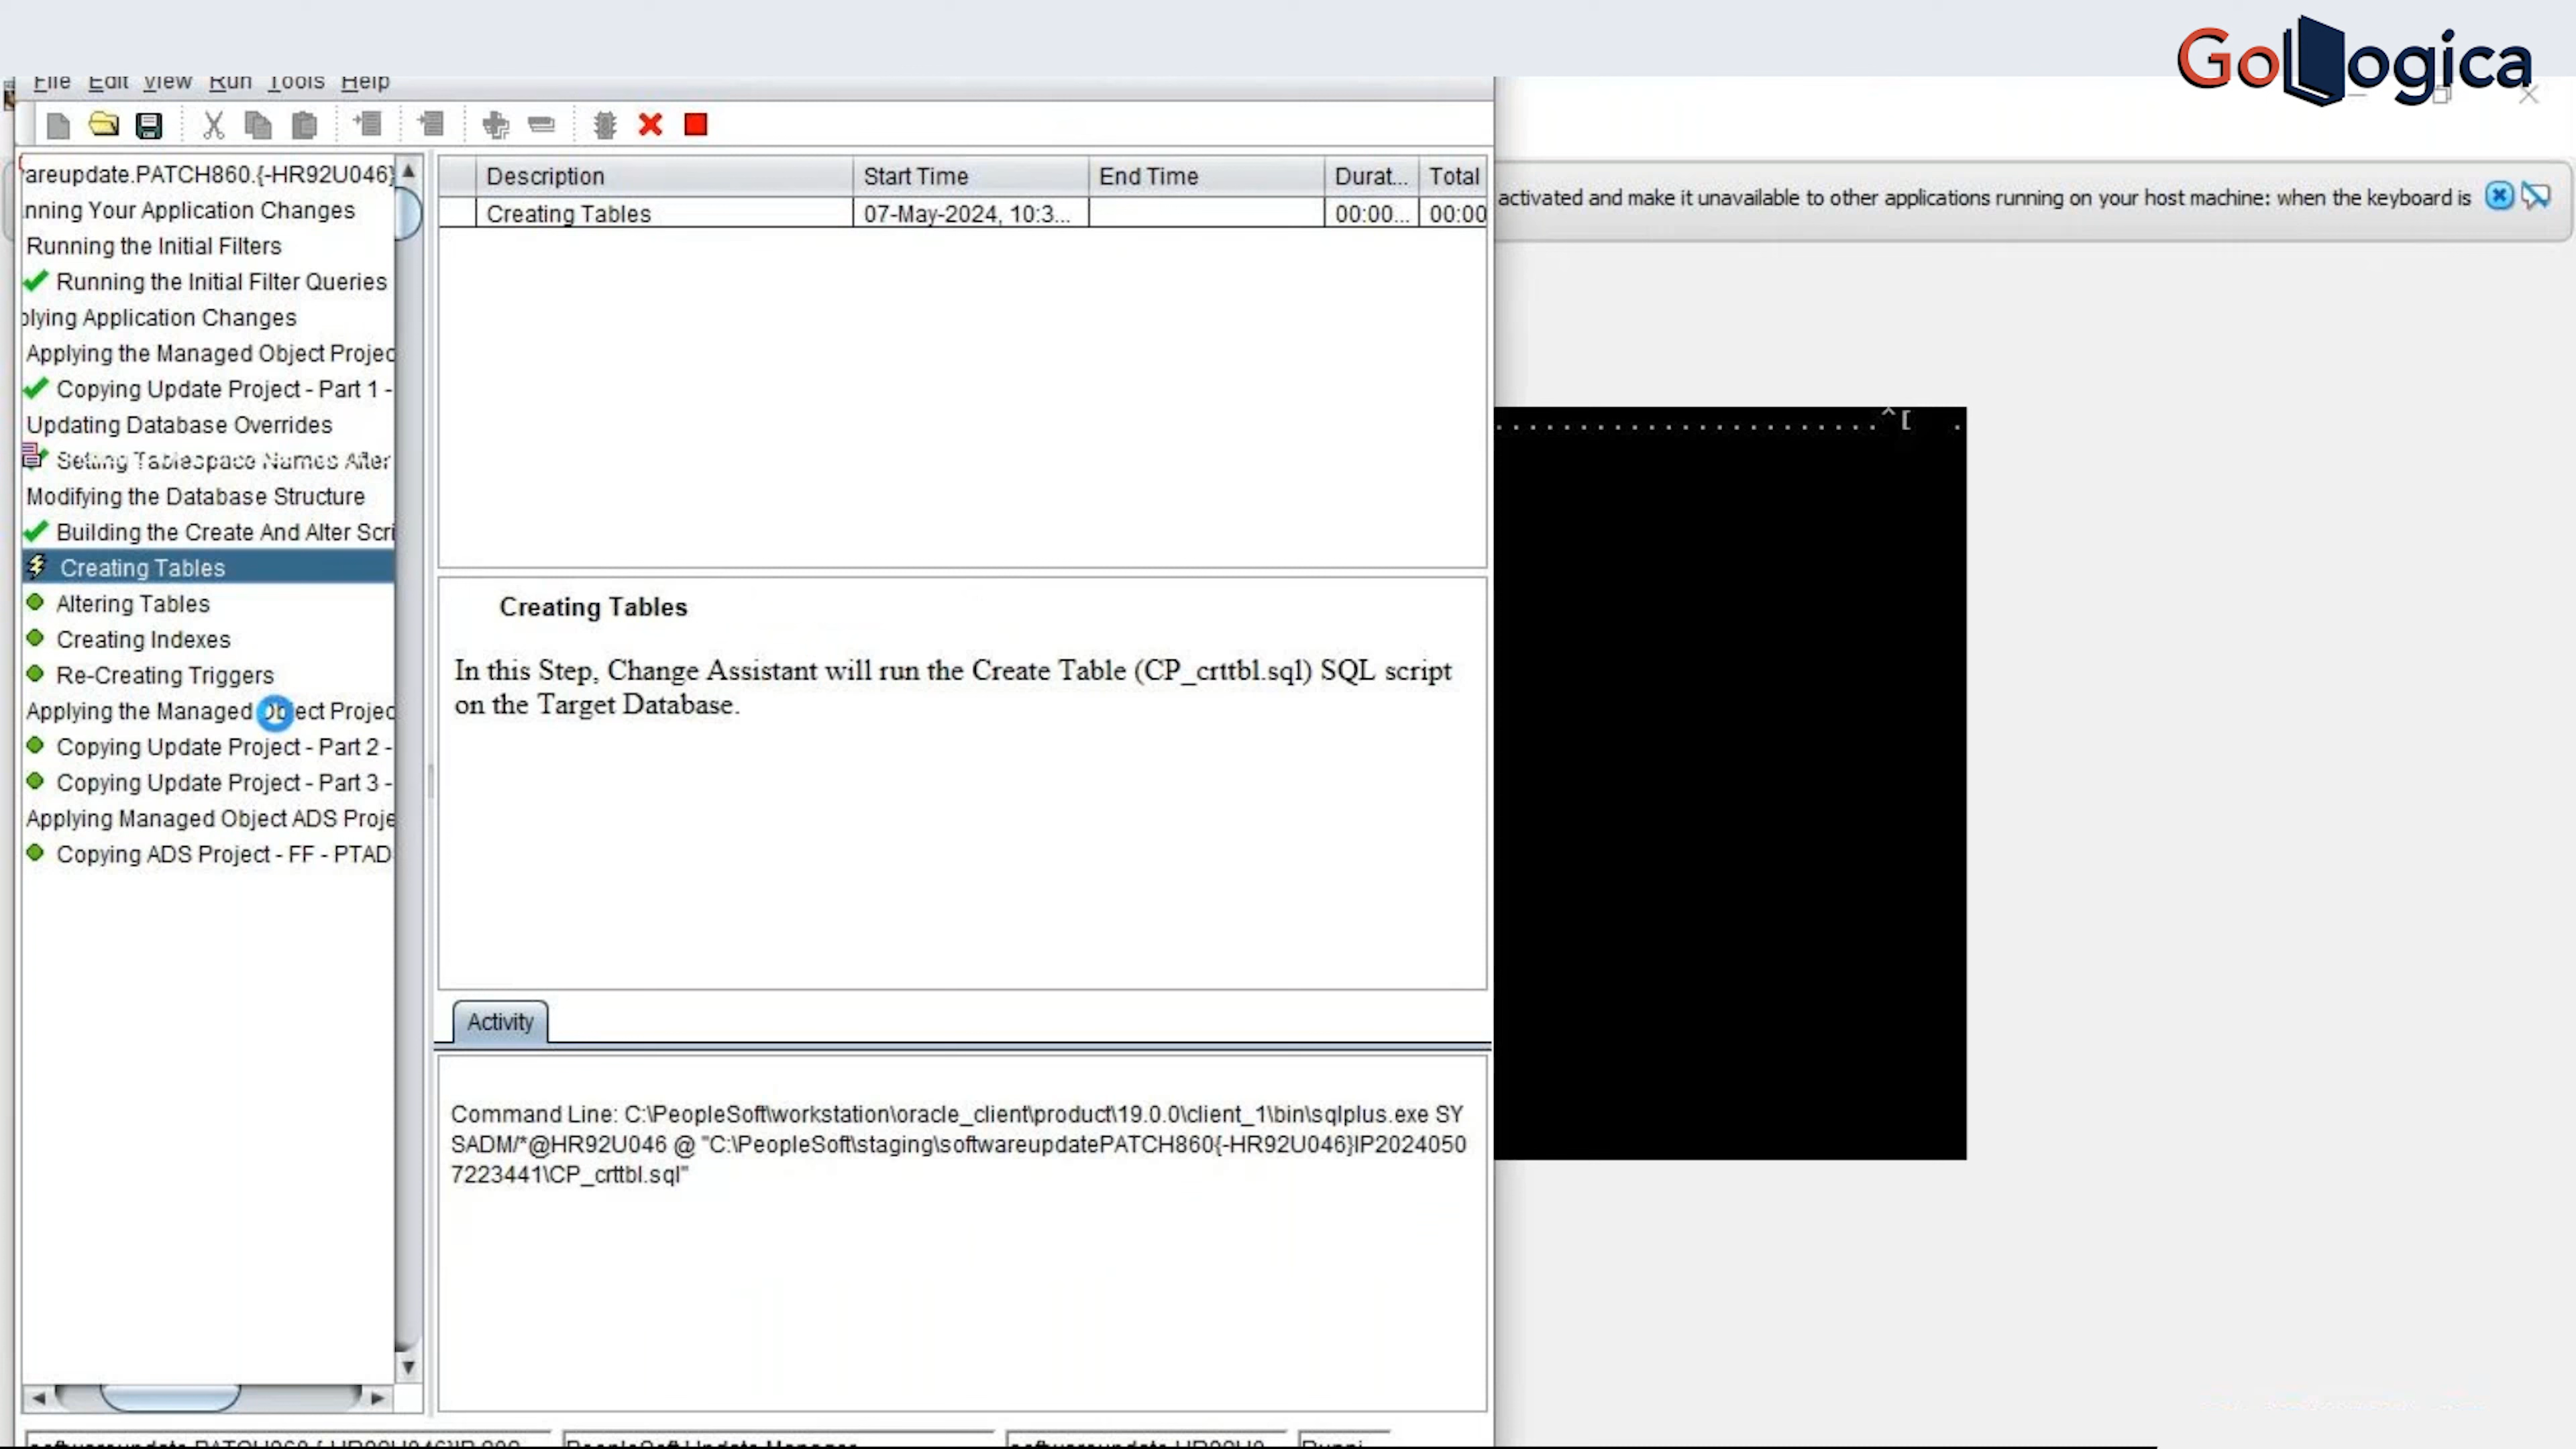 GoLogica
File Edit View Run Tools Help
areupdate.PATCH860.{-HR92U046}
nning Your Application Changes
Running the Initial Filters
Running the Initial Filter Queries
plying Application Changes
Applying the Managed Object Projec
Copying Update Project - Part 1 -
Updating Database Overrides
Setting Tablespace Names After
Modifying the Database Structure
Building the Create And Alter Scri
Creating Tables
Altering Tables
Creating Indexes
Re-Creating Triggers
Applying the Managed Object Projec
Copying Update Project - Part 2 -
Copying Update Project - Part 3 -
Applying Managed Object ADS Proje
Copying ADS Project - FF - PTAD
Description Start Time End Time Durat... Total
Creating Tables 07-May-2024, 10:3... 00:00... 00:00
activated and make it unavailable to other applications running on your host machine: when the keyboard is
.......................^[ .
Creating Tables
In this Step, Change Assistant will run the Create Table (CP_crttbl.sql) SQL script
on the Target Database.
Activity
Command Line: C:\PeopleSoft\workstation\oracle_client\product\19.0.0\client_1\bin\sqlplus.exe SY
SADM/*@HR92U046 @ "C:\PeopleSoft\staging\softwareupdatePATCH860{-HR92U046}IP2024050
7223441\CP_crttbl.sql"
PeopleSoft Update Manager